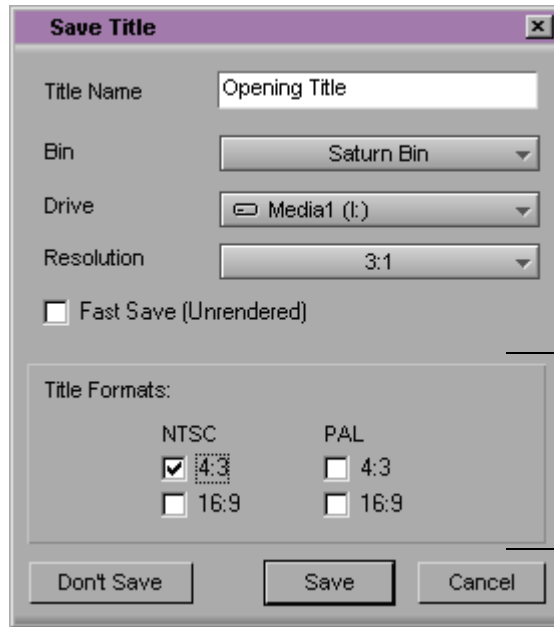 Save Title
Title Name Opening Title
Bin Saturn Bin
Drive Media1 (I:)
Resolution 3:1
Fast Save (Unrendered)
Title Formats:
NTSC PAL
4:3 4:3
16:9 16:9
Don't Save Save Cancel